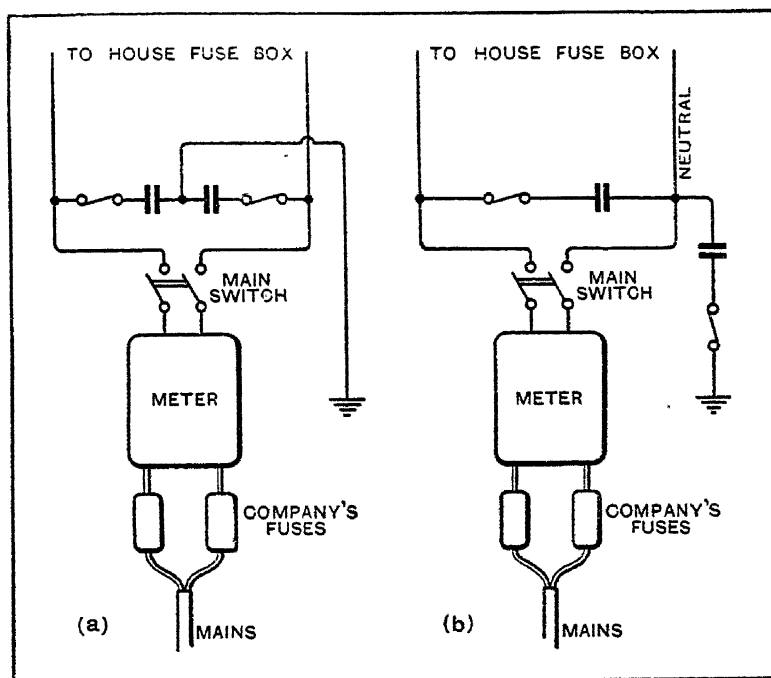 TO HOUSE FUSE BOX
MAIN
SWITCH
METER
COMPANY'S
FUSES
MAINS
(a)
TO HOUSE FUSE BOX
NEUTRAL
MAIN
SWITCH
METER
COMPANY'S
FUSES
MAINS
(b)